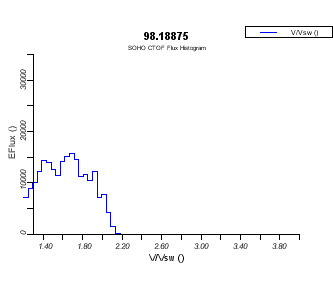 V/Vsw ()
98.18875
SOHO CTOF Flux Histogram
EFlux ()
30000
20000
10000
0
1.40 1.80 2.20 2.60 3.00 3.40 3.80
V/Vsw ()